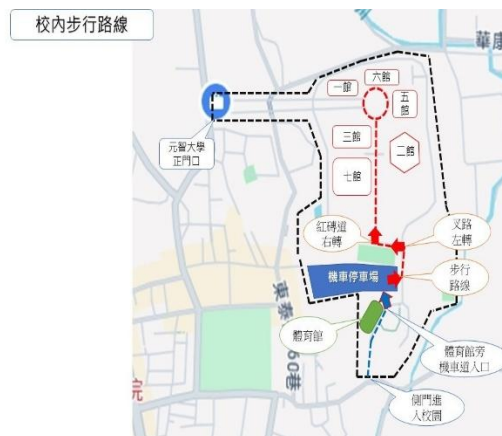 校內步行路線
華康
六館
一館
五
館
元智大學
正門口
三館
二館
七館
紅磚道
右轉
叉路
左轉
機車停車場
步行
路線
東泰
60巷
體育館
體育館旁
機車道入口
院
側門進
入校園